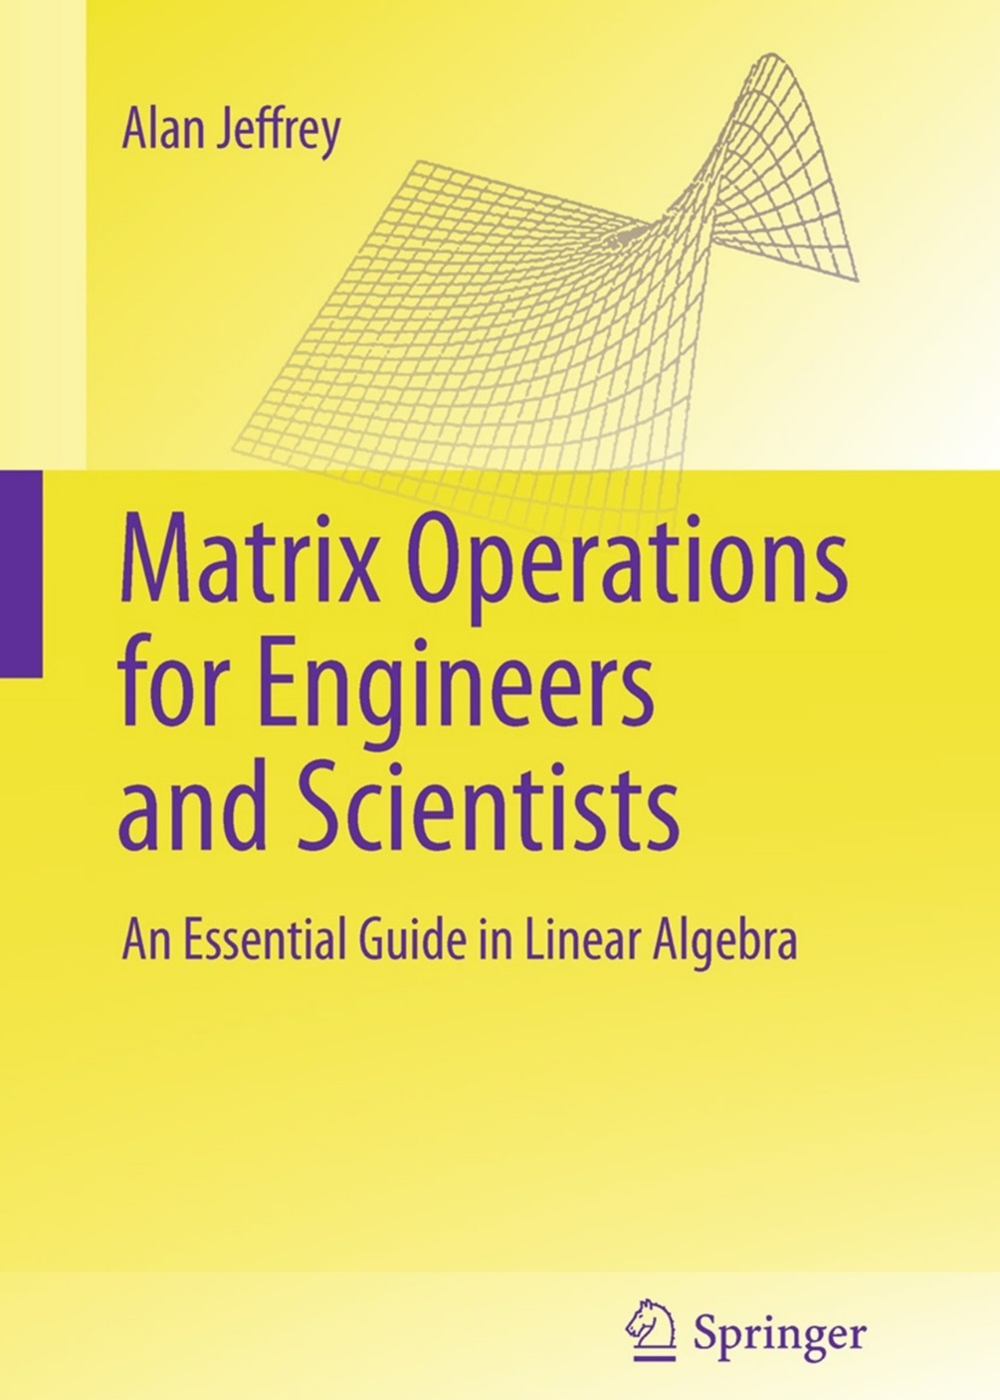 Alan Jeffrey
Matrix Operations
for Engineers
and Scientists
An Essential Guide in Linear Algebra
Springer